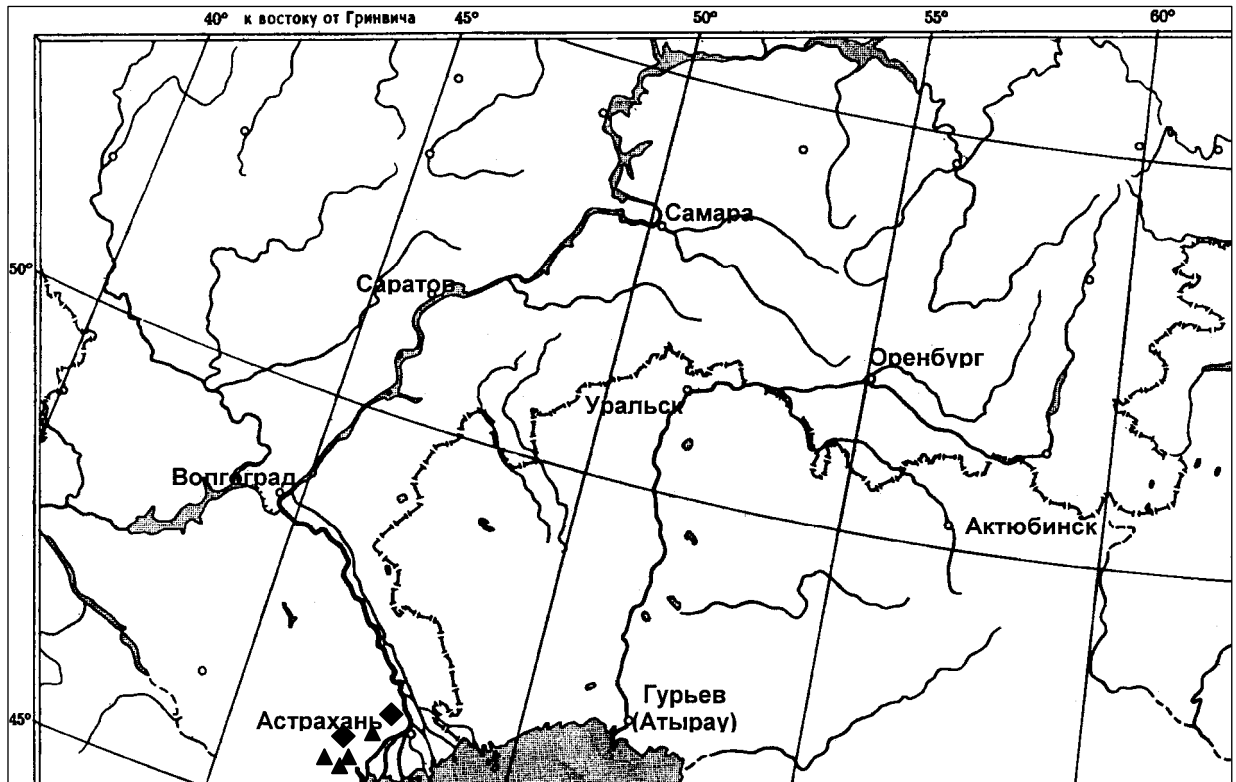 40° к востоку от Гринвича 45° 50° 55° 60°
Самара
50°
Саратов
Оренбург
Уральск
Волгоград
Актюбинск
Гурьев
(Атырау)
45°
Астрахань